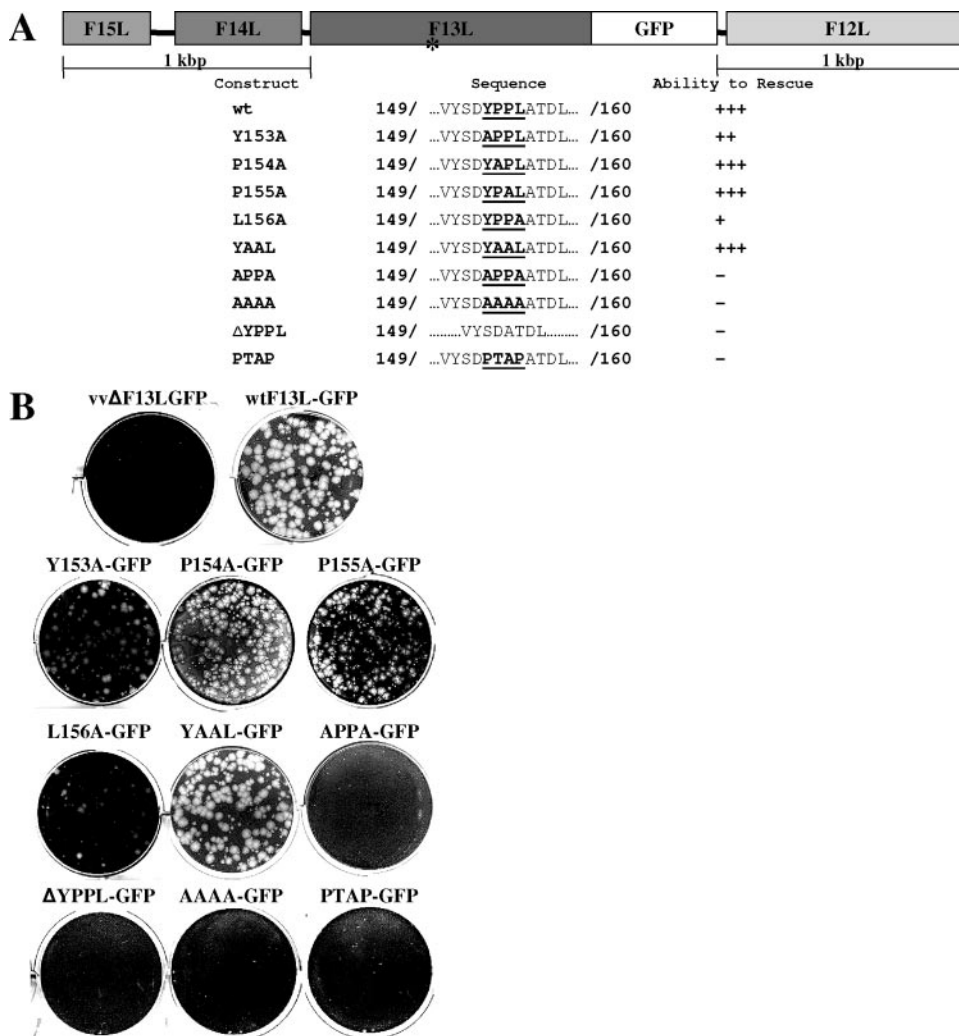 A
F15L F14L F13L GFP F12L
*
1 kbp 1 kbp
Construct Sequence Ability to Rescue
wt 149/ …VYSDYPPLATDL… /160 +++
Y153A 149/ …VYSDAPPLATDL… /160 ++
P154A 149/ …VYSDYAPLATDL… /160 +++
P155A 149/ …VYSDYPALATDL… /160 +++
L156A 149/ …VYSDYPPAATDL… /160 +
YAAL 149/ …VYSDYAALATDL… /160 +++
APPA 149/ …VYSDAPPAATDL… /160 –
AAAA 149/ …VYSDAAAAATDL… /160 –
ΔYPPL 149/ ………VYSDATDL……… /160 –
PTAP 149/ …VYSDPTAPATDL… /160 –
B
vvΔF13LGFP wtF13L-GFP
Y153A-GFP P154A-GFP P155A-GFP
L156A-GFP YAAL-GFP APPA-GFP
ΔYPPL-GFP AAAA-GFP PTAP-GFP